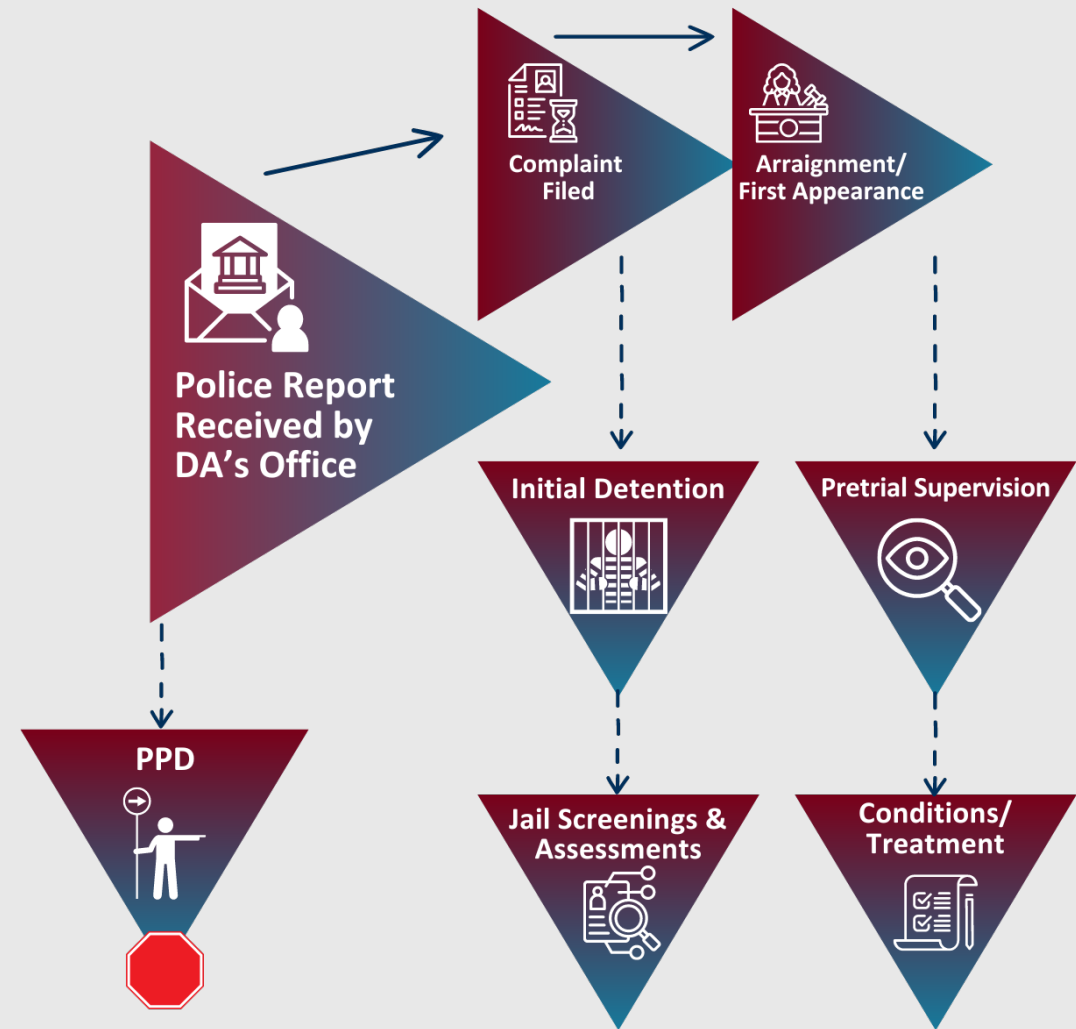 Complaint
Filed
Arraignment/
First Appearance
Police Report
Received by
DA's Office
Initial Detention
Pretrial Supervision
PPD
Jail Screenings &
Assessments
Conditions/
Treatment